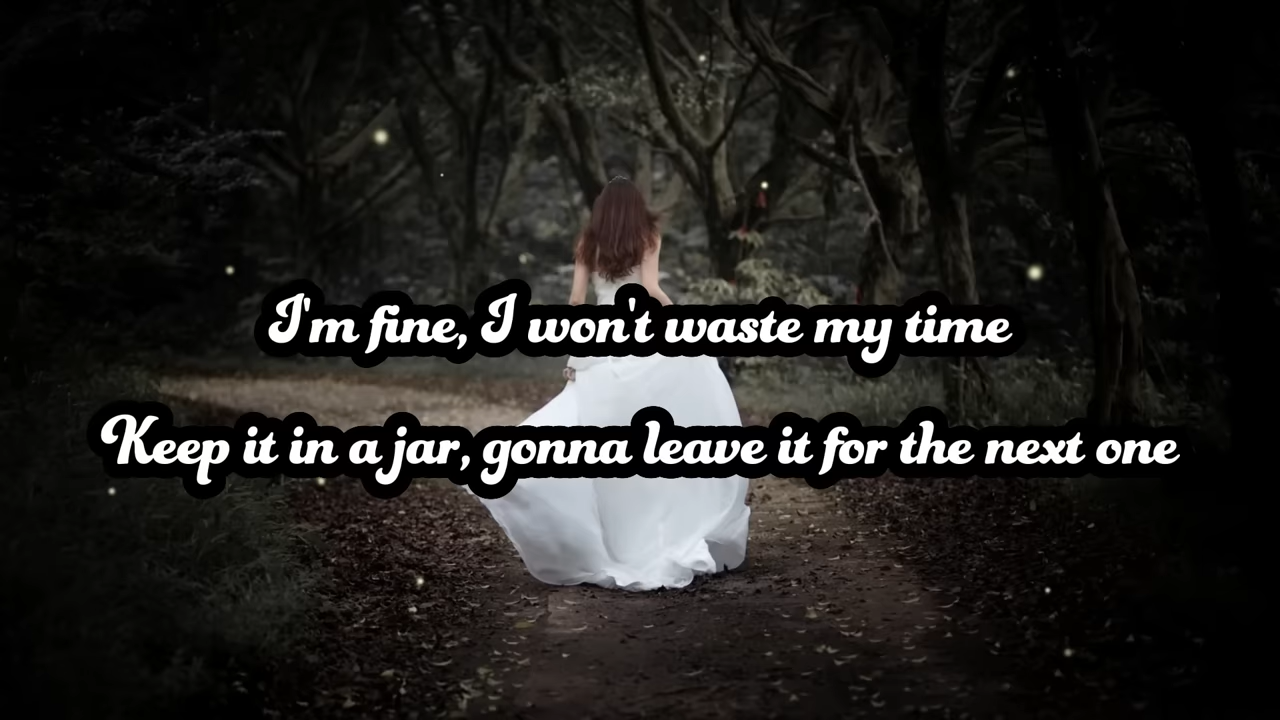 I'm fine, I won't waste my time
Keep it in a jar, gonna leave it for the next one